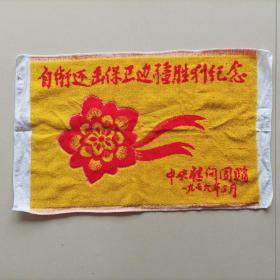 自衛还击保卫边疆胜利纪念
中央慰问团赠
一九七九年三月